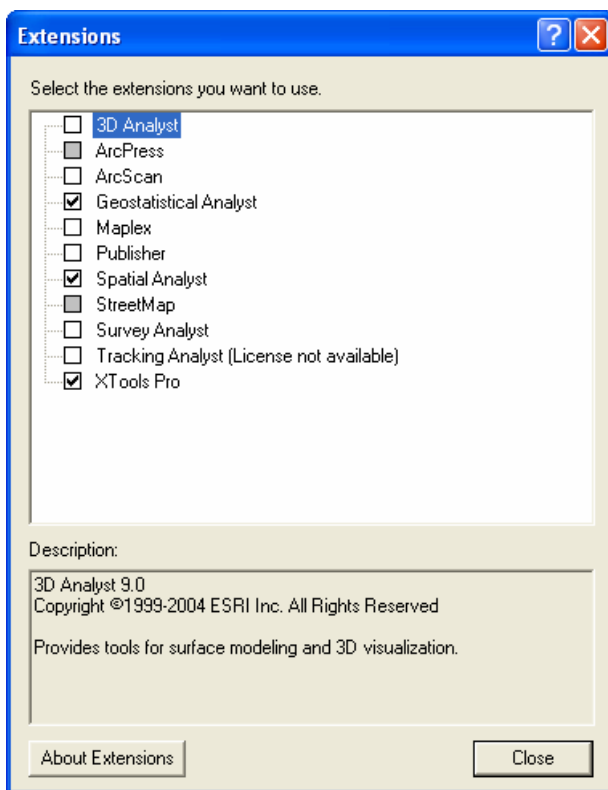 Extensions
Select the extensions you want to use.
3D Analyst
ArcPress
ArcScan
Geostatistical Analyst
Maplex
Publisher
Spatial Analyst
StreetMap
Survey Analyst
Tracking Analyst (License not available)
XTools Pro
Description:
3D Analyst 9.0
Copyright ©1999-2004 ESRI Inc. All Rights Reserved
Provides tools for surface modeling and 3D visualization.
About Extensions
Close